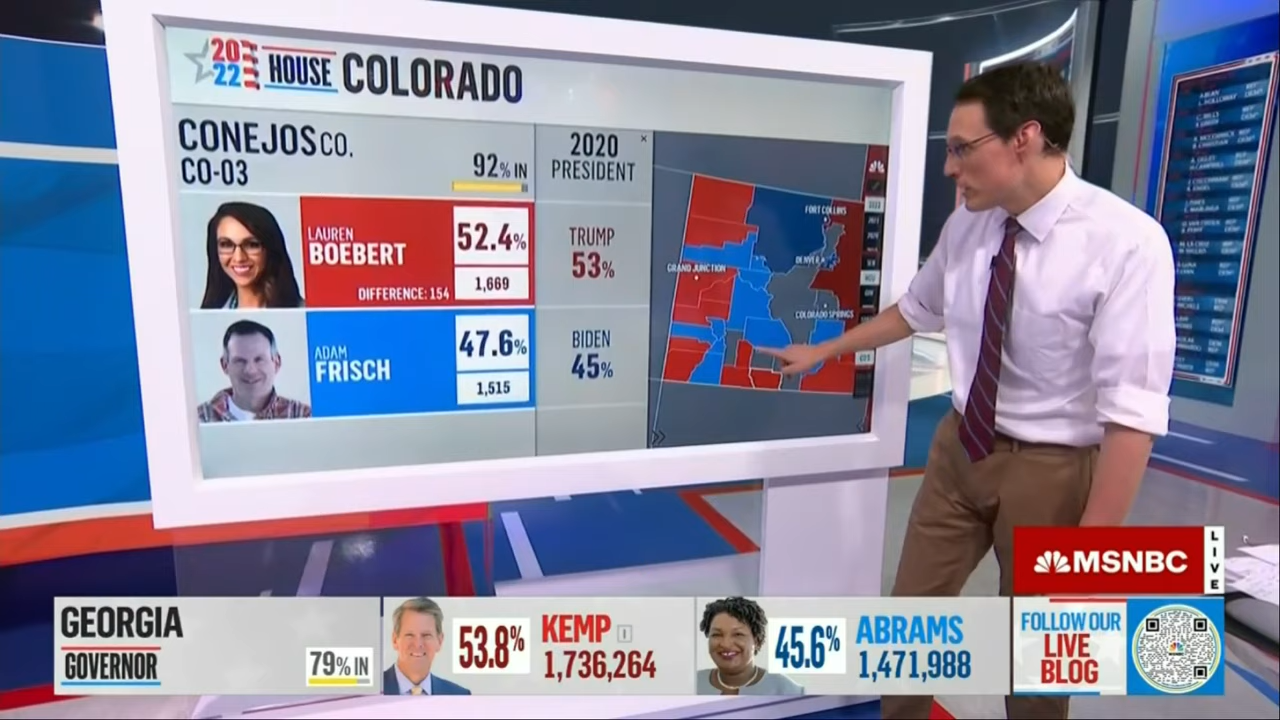 2022 HOUSE COLORADO
CONEJOS CO.
CO-03
92% IN
LAUREN
BOEBERT
52.4%
1,669
DIFFERENCE: 154
ADAM
FRISCH
47.6%
1,515
2020
PRESIDENT
×
TRUMP
53%
BIDEN
45%
FORT COLLINS
DENVER
GRAND JUNCTION
COLORADO SPRINGS
MSNBC
LIVE
GEORGIA
GOVERNOR
79% IN
53.8%
KEMP
1,736,264
45.6%
ABRAMS
1,471,988
FOLLOW OUR
LIVE
BLOG